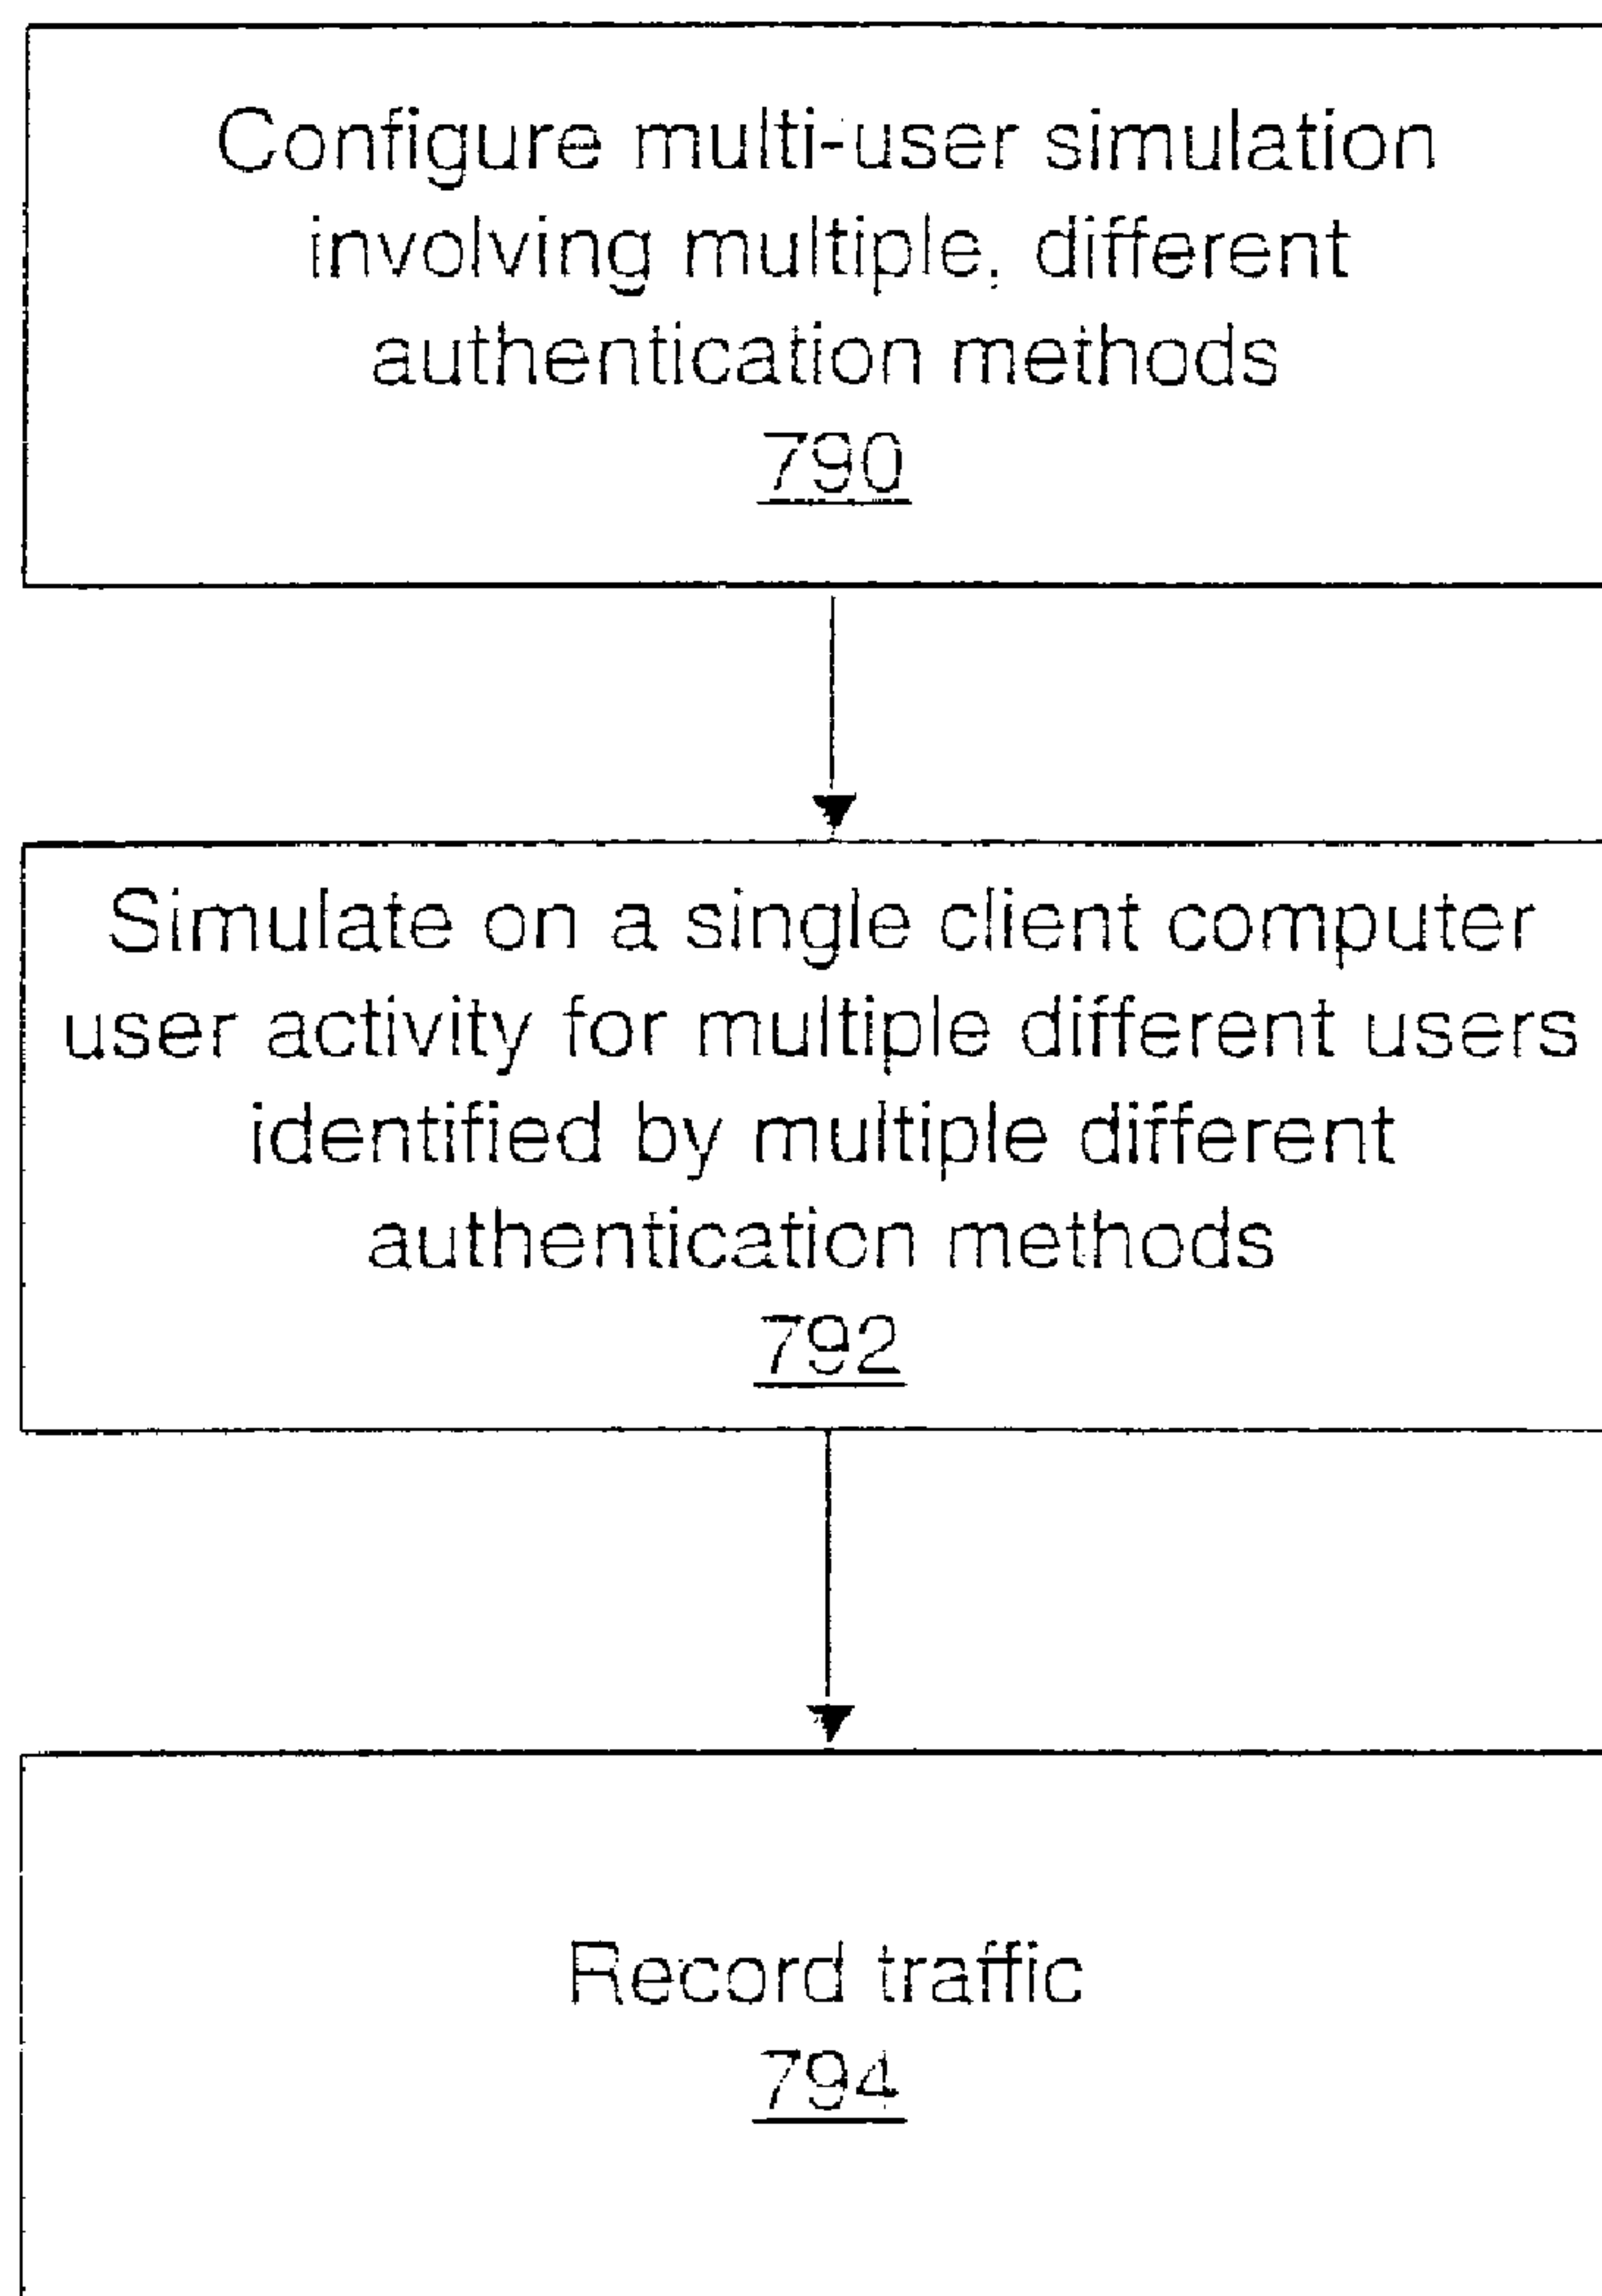 Configure multi-user simulation
involving multiple, different
authentication methods
790
Simulate on a single client computer
user activity for multiple different users
identified by multiple different
authentication methods
792
Record traffic
794